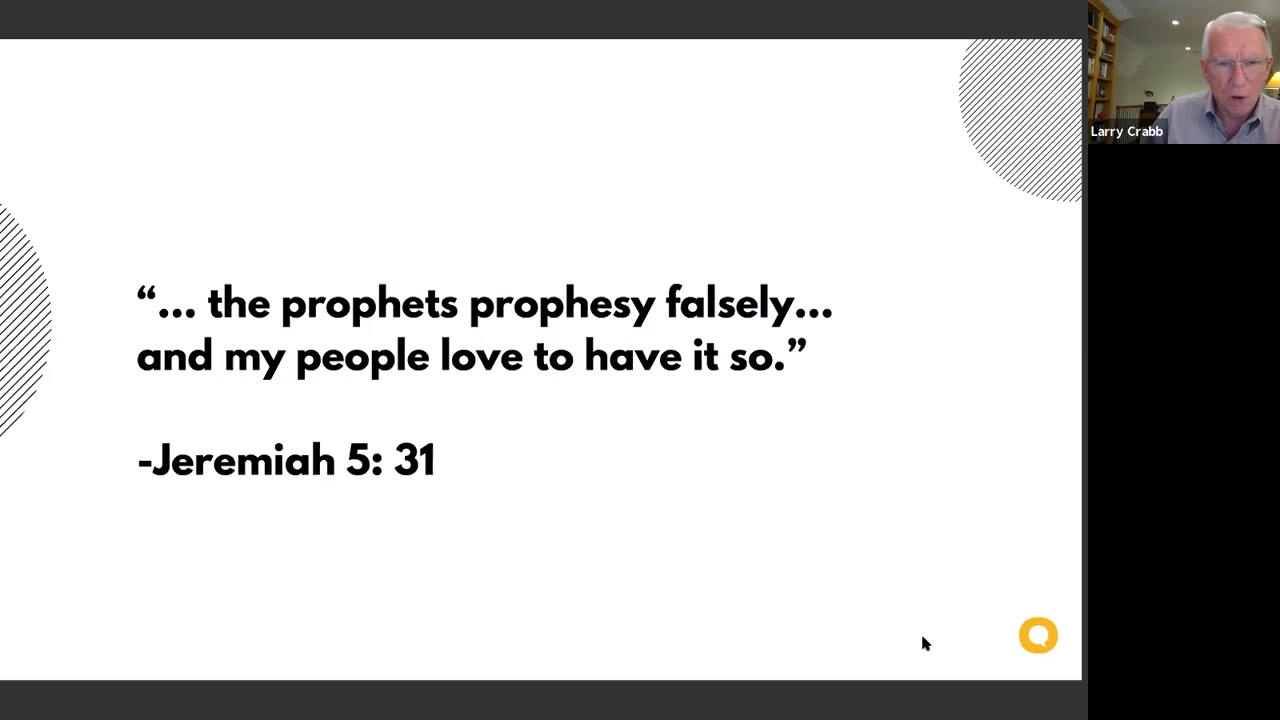 “... the prophets prophesy falsely...
and my people love to have it so.”
-Jeremiah 5: 31
Larry Crabb